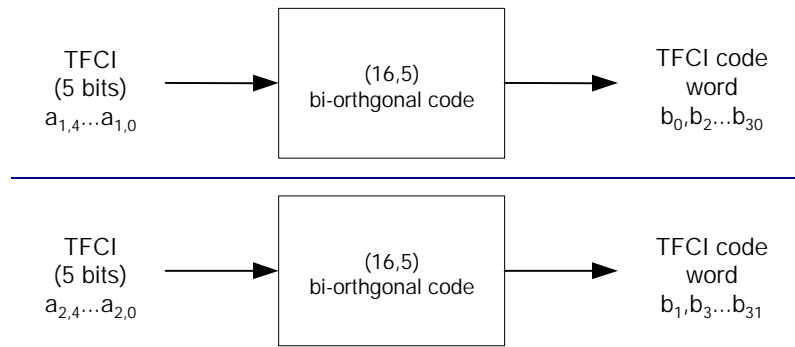 TFCI
(5 bits)
a1,4...a1,0
(16,5)
bi-orthgonal code
TFCI code
word
b0,b2...b30
TFCI
(5 bits)
a2,4...a2,0
(16,5)
bi-orthgonal code
TFCI code
word
b1,b3...b31